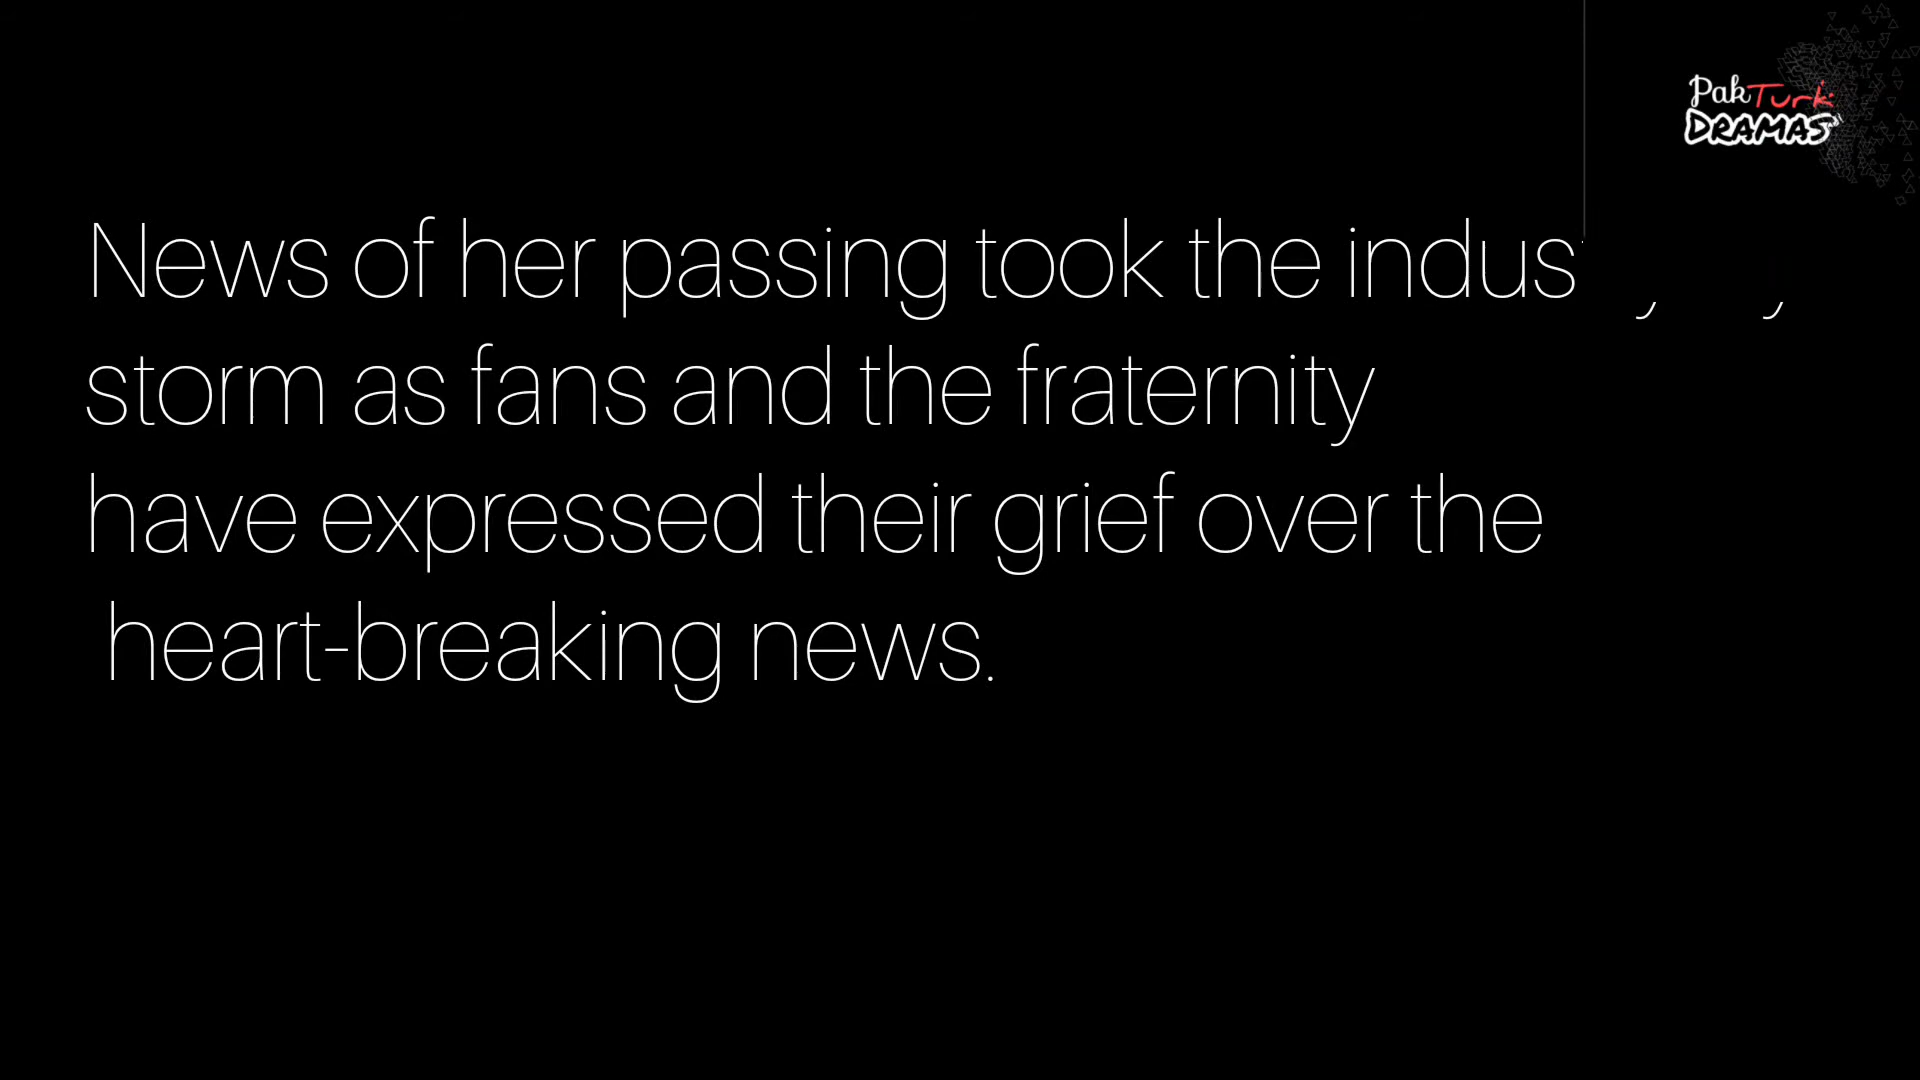 News of her passing took the indus
storm as fans and the fraternity
have expressed their grief over the
heart-breaking news.
PakTurk
DRAMAS